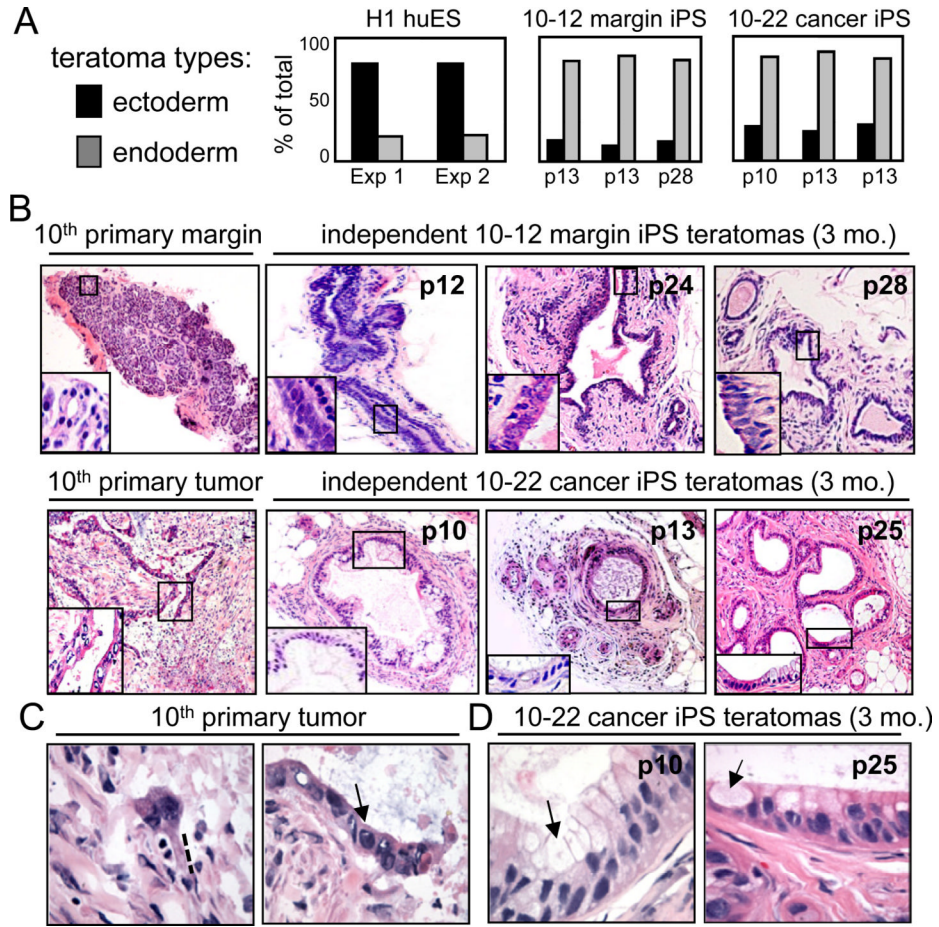 A
teratoma types:
ectoderm
endoderm
H1 huES
10-12 margin iPS
10-22 cancer iPS
% of total
100
50
0
Exp 1 Exp 2
p13 p13 p28
p10 p13 p13
B
10th primary margin
independent 10-12 margin iPS teratomas (3 mo.)
p12
p24
p28
10th primary tumor
independent 10-22 cancer iPS teratomas (3 mo.)
p10
p13
p25
C
10th primary tumor
D
10-22 cancer iPS teratomas (3 mo.)
p10
p25